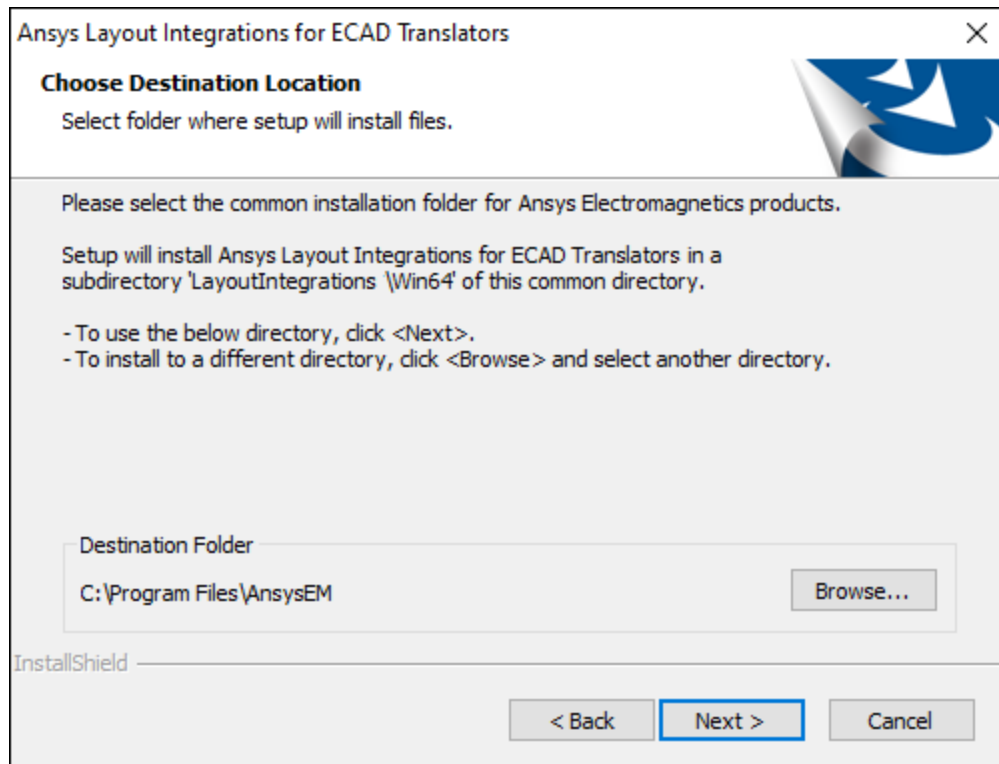 Ansys Layout Integrations for ECAD Translators
Choose Destination Location
Select folder where setup will install files.
Please select the common installation folder for Ansys Electromagnetics products.
Setup will install Ansys Layout Integrations for ECAD Translators in a
subdirectory 'LayoutIntegrations \Win64' of this common directory.
- To use the below directory, click <Next>.
- To install to a different directory, click <Browse> and select another directory.
Destination Folder
C:\Program Files\AnsysEM
Browse...
InstallShield
< Back
Next >
Cancel